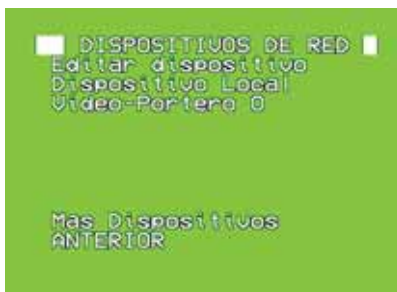 DISPOSITIVOS DE RED
Editar dispositivo
Dispositivo Local
Video-Portero 0
Mas Dispositivos
ANTERIOR